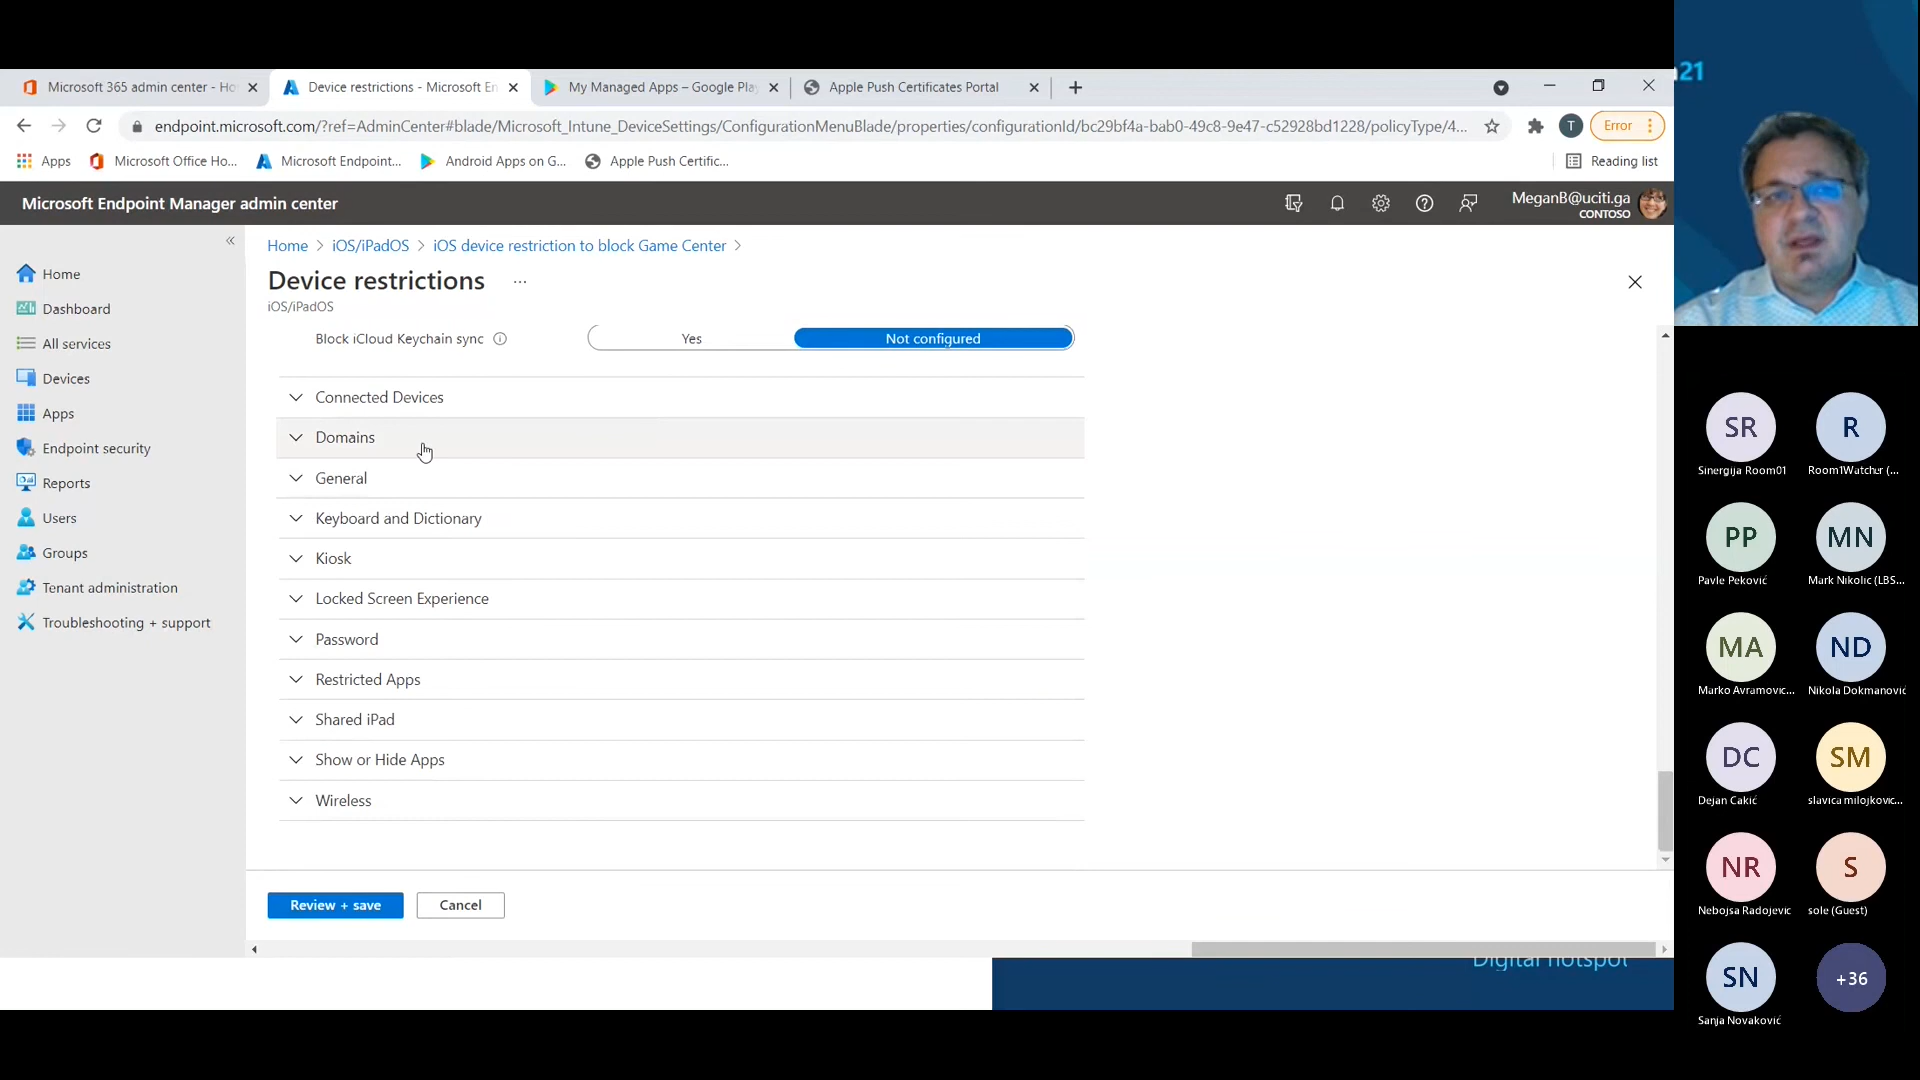 Microsoft 365 admin center - Ho
Device restrictions - Microsoft En
My Managed Apps – Google Play
Apple Push Certificates Portal
21
endpoint.microsoft.com/?ref=AdminCenter#blade/Microsoft_Intune_DeviceSettings/ConfigurationMenuBlade/properties/configurationId/bc29bf4a-bab0-49c8-9e47-c52928bd1228/policyType/4...
T
Error
Apps
Microsoft Office Ho...
Microsoft Endpoint...
Android Apps on G...
Apple Push Certific...
Reading list
Microsoft Endpoint Manager admin center
MeganB@uciti.ga
CONTOSO
Home
Dashboard
All services
Devices
Apps
Endpoint security
Reports
Users
Groups
Tenant administration
Troubleshooting + support
Home > iOS/iPadOS > iOS device restriction to block Game Center >
Device restrictions ...
iOS/iPadOS
Block iCloud Keychain sync
Yes
Not configured
Connected Devices
Domains
General
Keyboard and Dictionary
Kiosk
Locked Screen Experience
Password
Restricted Apps
Shared iPad
Show or Hide Apps
Wireless
Review + save
Cancel
Digital hotspot
SR
Sinergija Room01
R
Room1Watcher (...
PP
Pavle Peković
MN
Mark Nikolic (LBS...
MA
Marko Avramovic...
ND
Nikola Dokmanović
DC
Dejan Cakić
SM
slavica milojkovic...
NR
Nebojsa Radojevic
S
sole (Guest)
SN
Sanja Novaković
+36